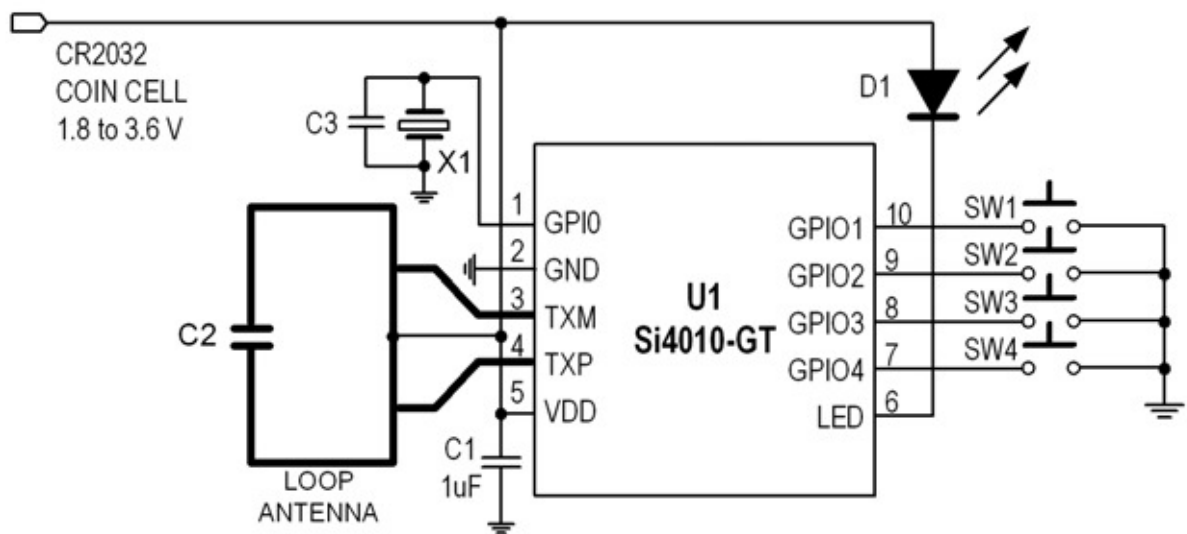 CR2032
COIN CELL
1.8 to 3.6 V
D1
C3
X1
1
GPI0
2
GND
3
TXM
4
TXP
5
VDD
U1
Si4010-GT
GPIO1
10
SW1
GPIO2
9
SW2
GPIO3
8
SW3
GPIO4
7
SW4
LED
6
C2
C1
1uF
LOOP
ANTENNA